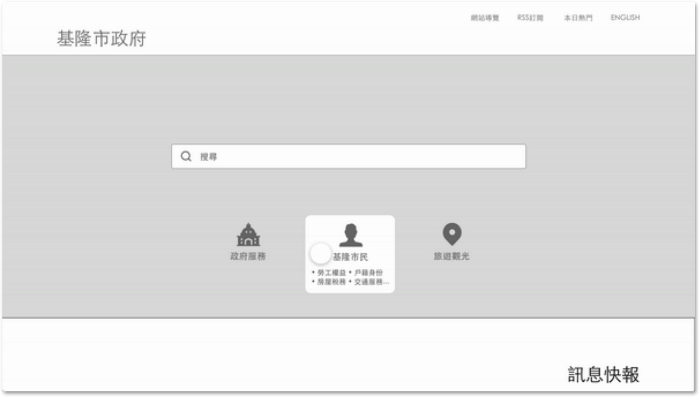 網站導覽 RSS訂閱 本日熱門 ENGLISH
基隆市政府
搜尋
政府服務 基隆市民 旅遊觀光
• 勞工權益 • 戶籍身份
• 房屋稅務 • 交通服務...
訊息快報